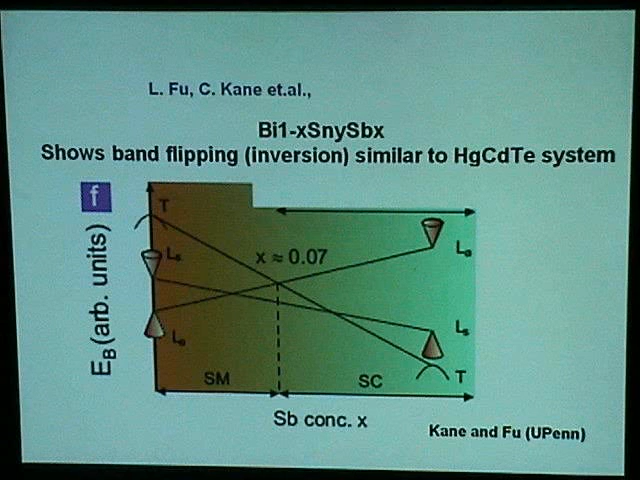 L. Fu, C. Kane et.al.,
Bi1-xSnySbx
Shows band flipping (inversion) similar to HgCdTe system
f
T
Ls
x ≈ 0.07
La
EB (arb. units)
La
Ls
SM
SC
T
Sb conc. x
Kane and Fu (UPenn)